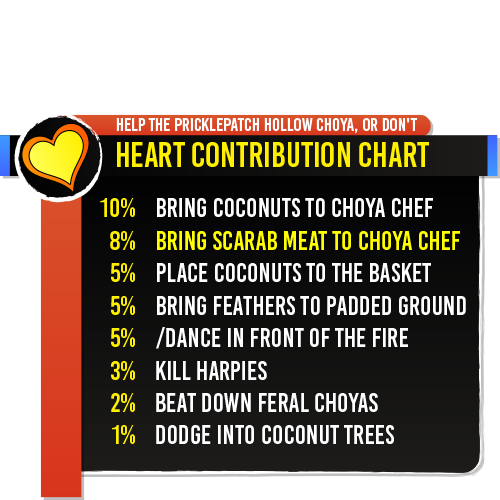 HELP THE PRICKLEPATCH HOLLOW CHOYA, OR DON'T
HEART CONTRIBUTION CHART
10% BRING COCONUTS TO CHOYA CHEF
8% BRING SCARAB MEAT TO CHOYA CHEF
5% PLACE COCONUTS TO THE BASKET
5% BRING FEATHERS TO PADDED GROUND
5% /DANCE IN FRONT OF THE FIRE
3% KILL HARPIES
2% BEAT DOWN FERAL CHOYAS
1% DODGE INTO COCONUT TREES